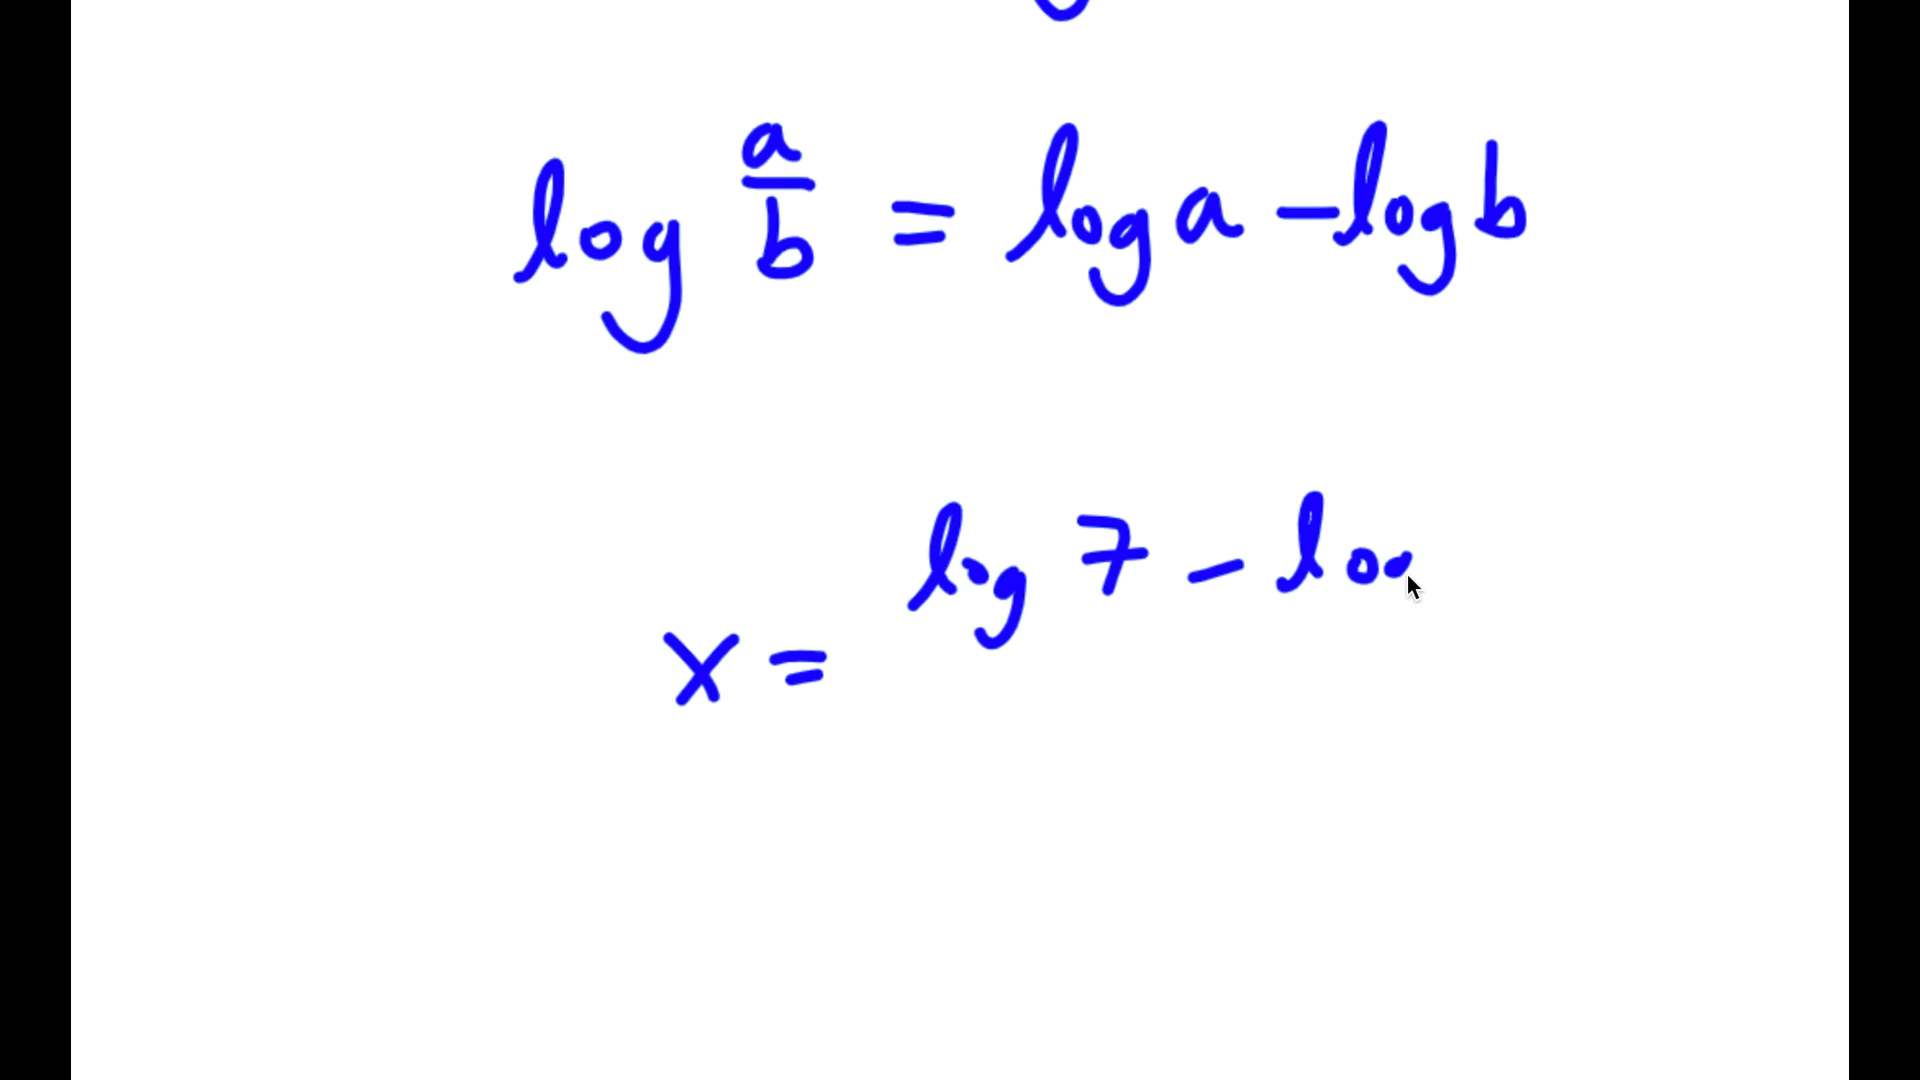 log a/b = log a - log b
x = log 7 - lo